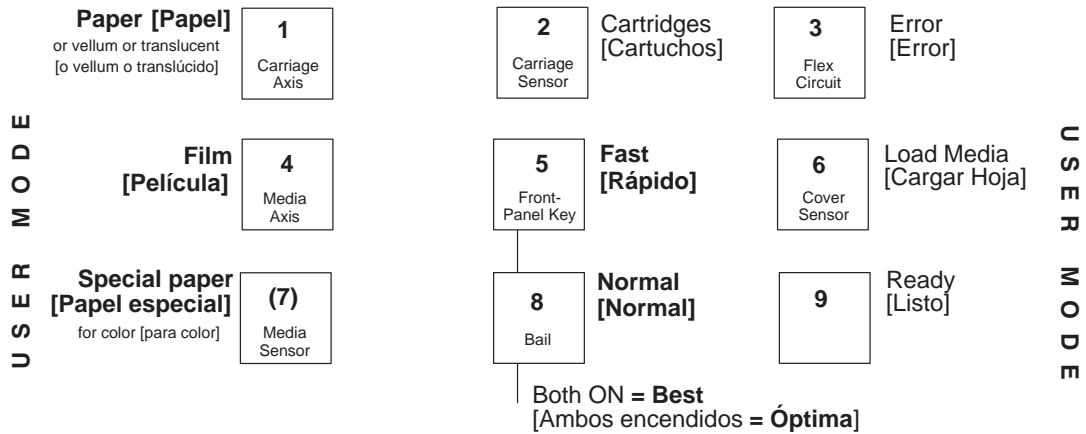 Paper [Papel]
or vellum or translucent
[o vellum o translúcido]
1
Carriage
Axis
2
Carriage
Sensor
Cartridges
[Cartuchos]
3
Flex
Circuit
Error
[Error]
USER MODE
Film
[Película]
4
Media
Axis
5
Front-
Panel Key
Fast
[Rápido]
6
Cover
Sensor
Load Media
[Cargar Hoja]
USER MODE
Special paper
[Papel especial]
for color [para color]
(7)
Media
Sensor
8
Bail
Normal
[Normal]
9
Ready
[Listo]
Both ON = Best
[Ambos encendidos = Óptima]